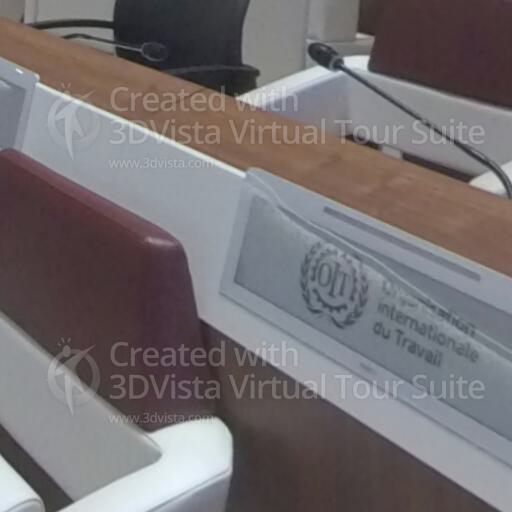 Created with
3DVista Virtual Tour Suite
www.3dvista.com
OIT
Organisation
internationale
du Travail
Created with
3DVista Virtual Tour Suite
www.3dvista.com